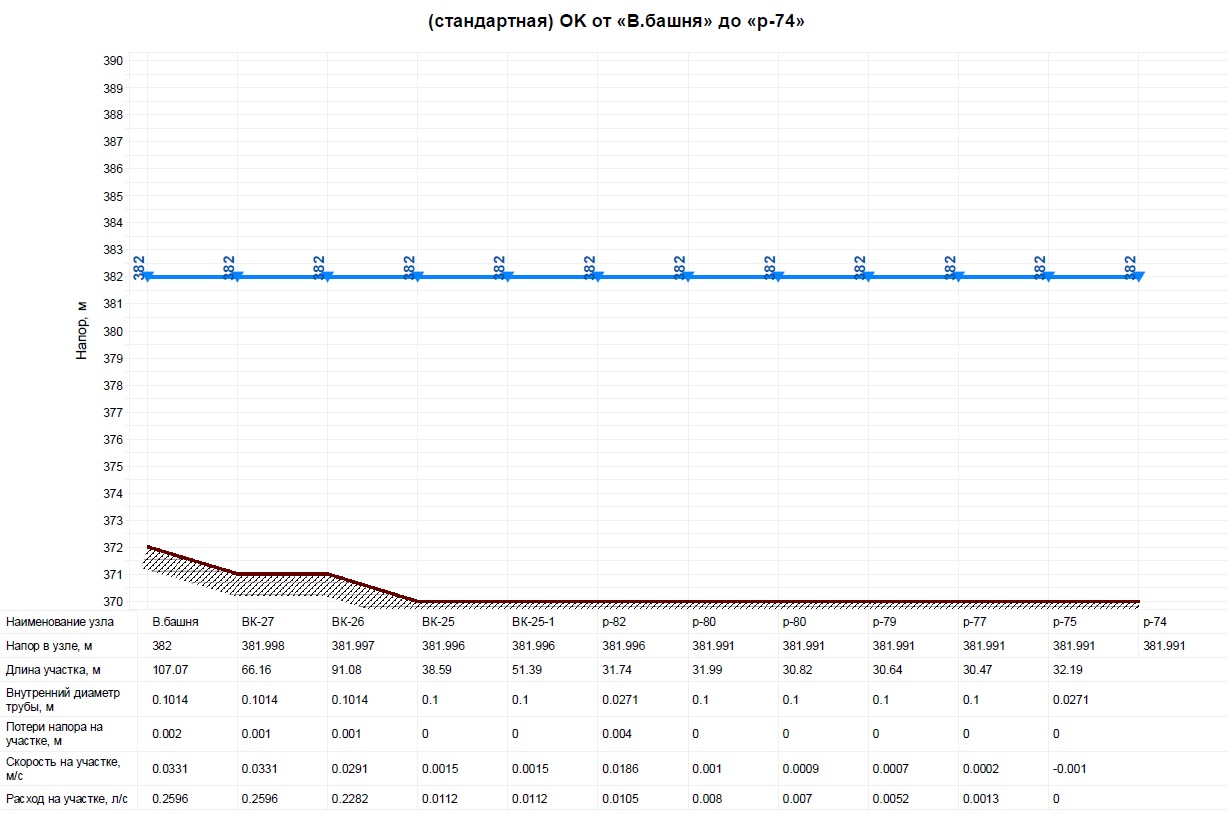 (стандартная) OK от «В.башня» до «р-74»
390
389
388
387
386
385
384
383
382
381
380
379
378
377
376
375
374
373
372
371
370
Напор, м
382 382 382 382 382 382 382 382 382 382 382 382
Наименование узла В.башня ВК-27 ВК-26 ВК-25 ВК-25-1 р-82 р-80 р-80 р-79 р-77 р-75 р-74
Напор в узле, м 382 381.998 381.997 381.996 381.996 381.996 381.991 381.991 381.991 381.991 381.991 381.991
Длина участка, м 107.07 66.16 91.08 38.59 51.39 31.74 31.99 30.82 30.64 30.47 32.19
Внутренний диаметр
трубы, м 0.1014 0.1014 0.1014 0.1 0.1 0.0271 0.1 0.1 0.1 0.1 0.0271
Потери напора на
участке, м 0.002 0.001 0.001 0 0 0.004 0 0 0 0 0
Скорость на участке,
м/с 0.0331 0.0331 0.0291 0.0015 0.0015 0.0186 0.001 0.0009 0.0007 0.0002 -0.001
Расход на участке, л/с 0.2596 0.2596 0.2282 0.0112 0.0112 0.0105 0.008 0.007 0.0052 0.0013 0